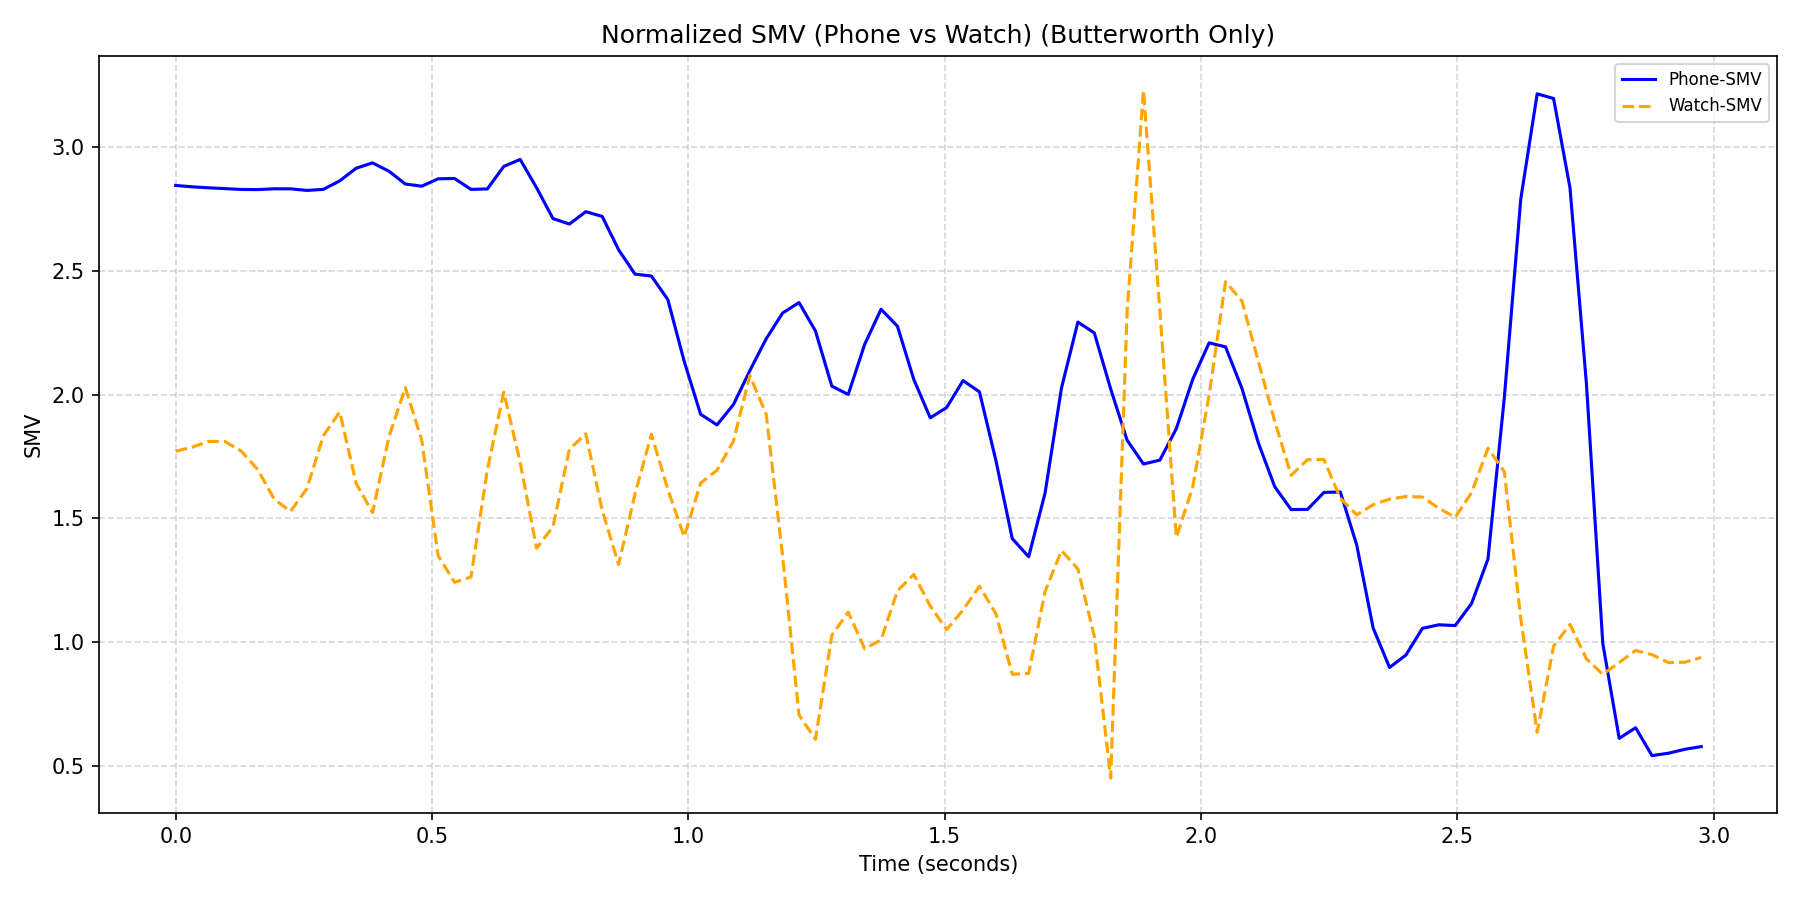 Normalized SMV (Phone vs Watch) (Butterworth Only)
Phone-SMV
Watch-SMV
SMV
3.0
2.5
2.0
1.5
1.0
0.5
0.0 0.5 1.0 1.5 2.0 2.5 3.0
Time (seconds)